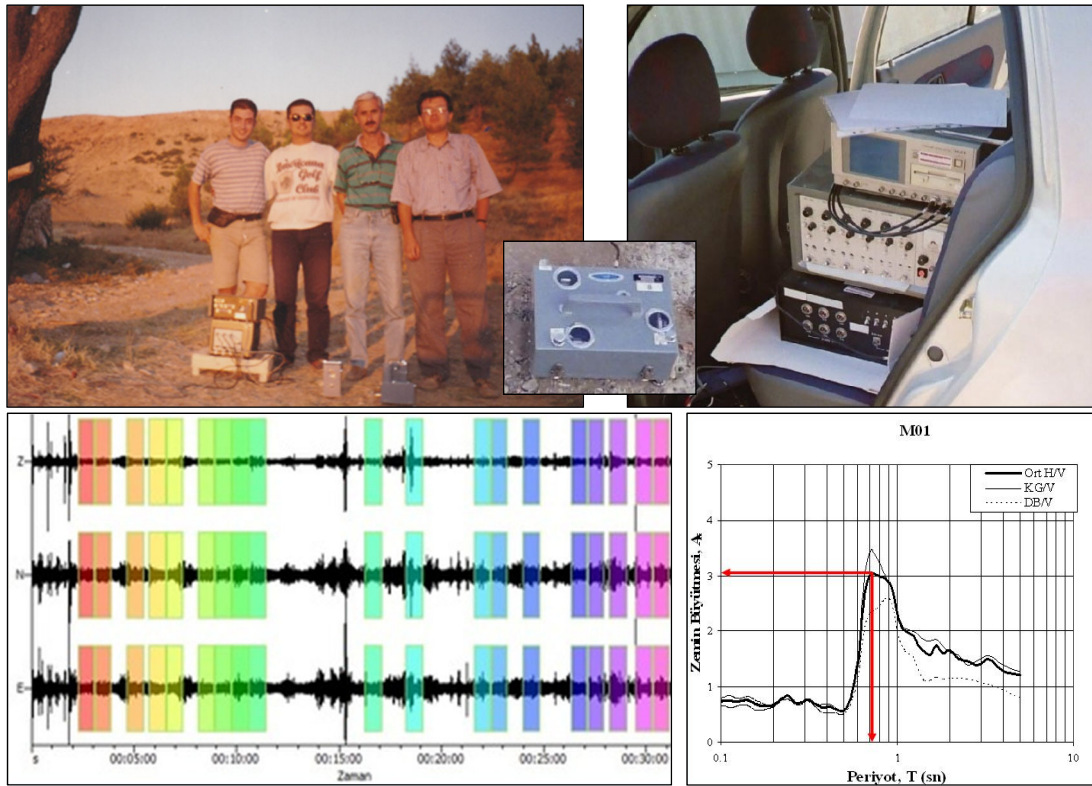 Golf
Club
Z
N
E
s
00:05:00
00:10:00
00:15:00
00:20:00
00:25:00
00:30:00
Zaman
M01
Ort H/V
KG/V
DB/V
Zemin Büyütmesi, Ak
5
4
3
2
1
0
0.1
1
10
Periyot, T (sn)